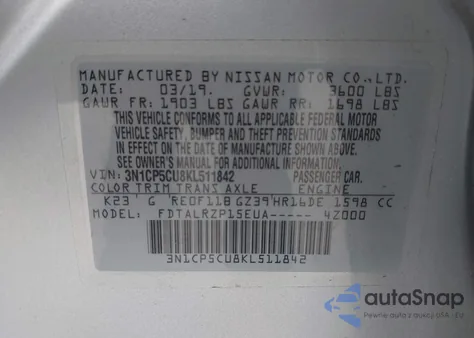 MANUFACTURED BY NISSAN MOTOR CO.,LTD.
DATE: 03/19. GVWR: 3600 LBS
GAWR FR: 1903 LBS GAWR RR: 1698 LBS
THIS VEHICLE CONFORMS TO ALL APPLICABLE FEDERAL MOTOR
VEHICLE SAFETY, BUMPER AND THEFT PREVENTION
STANDARDS IN EFFECT ON THE DATE OF MANUFACTURE
SHOWN ABOVE. SEE OWNER'S MANUAL FOR ADDITIONAL INFORMATION
VIN: 3N1CP5CU8KL511842 PASSENGER CAR.
COLOR TRIM TRANS AXLE ENGINE
K23 G RE0F11B GZ39 HR16DE 1598 CC
FDTALRZP15EUA----- 4Z000
3N1CP5CU8KL511842
autoSnap
Pewne auto's z USA